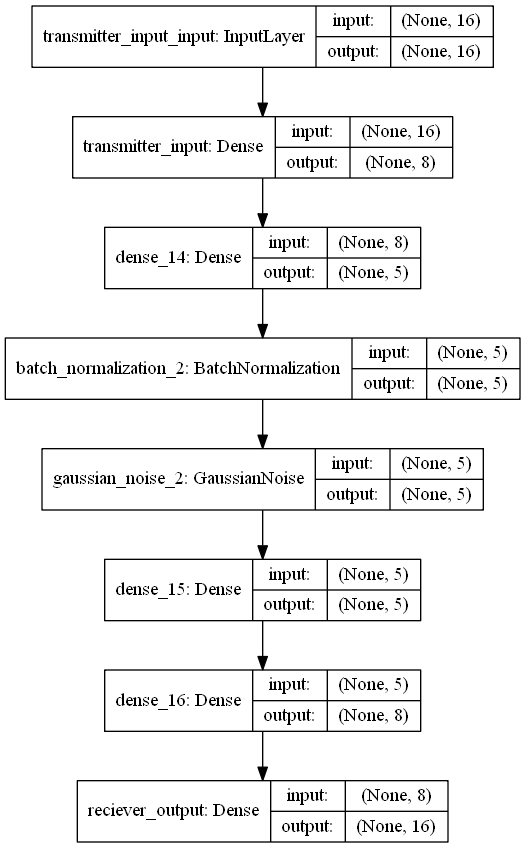 transmitter_input_input: InputLayer input: (None, 16)
output: (None, 16)
transmitter_input: Dense input: (None, 16)
output: (None, 8)
dense_14: Dense input: (None, 8)
output: (None, 5)
batch_normalization_2: BatchNormalization input: (None, 5)
output: (None, 5)
gaussian_noise_2: GaussianNoise input: (None, 5)
output: (None, 5)
dense_15: Dense input: (None, 5)
output: (None, 5)
dense_16: Dense input: (None, 5)
output: (None, 8)
reciever_output: Dense input: (None, 8)
output: (None, 16)